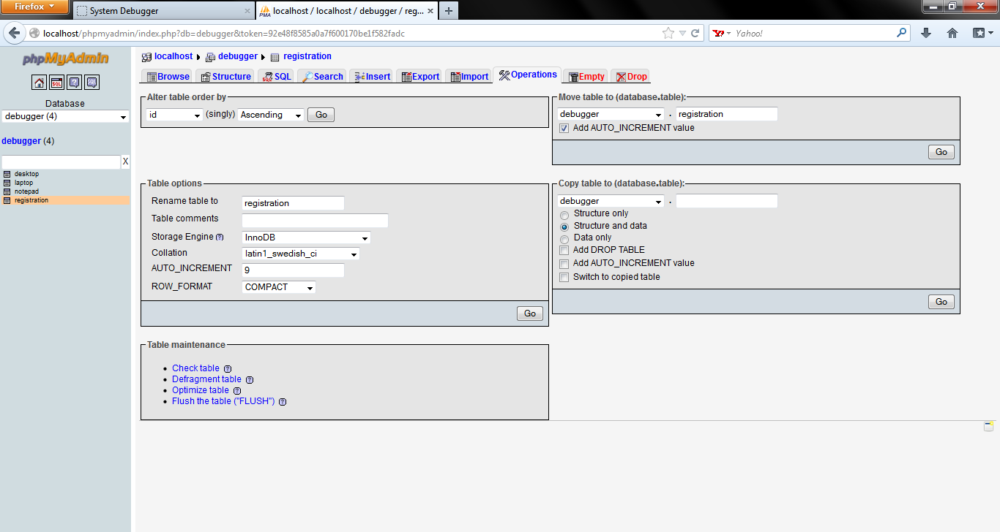 Firefox
System Debugger
localhost / localhost / debugger / reg...
localhost/phpmyadmin/index.php?db=debugger&token=92e48f8585a0a7f600170be1f582fadc
Yahoo!
phpMyAdmin
SQL
Database
debugger (4)
debugger (4)
X
desktop
laptop
notepad
registration
localhost
debugger
registration
Browse
Structure
SQL
Search
Insert
Export
Import
Operations
Empty
Drop
Alter table order by
id (singly) Ascending Go
Move table to (database.table):
debugger . registration
Add AUTO_INCREMENT value
Go
Table options
Rename table to registration
Table comments
Storage Engine InnoDB
Collation latin1_swedish_ci
AUTO_INCREMENT 9
ROW_FORMAT COMPACT
Go
Copy table to (database.table):
debugger .
Structure only
Structure and data
Data only
Add DROP TABLE
Add AUTO_INCREMENT value
Switch to copied table
Go
Table maintenance
Check table
Defragment table
Optimize table
Flush the table ("FLUSH")